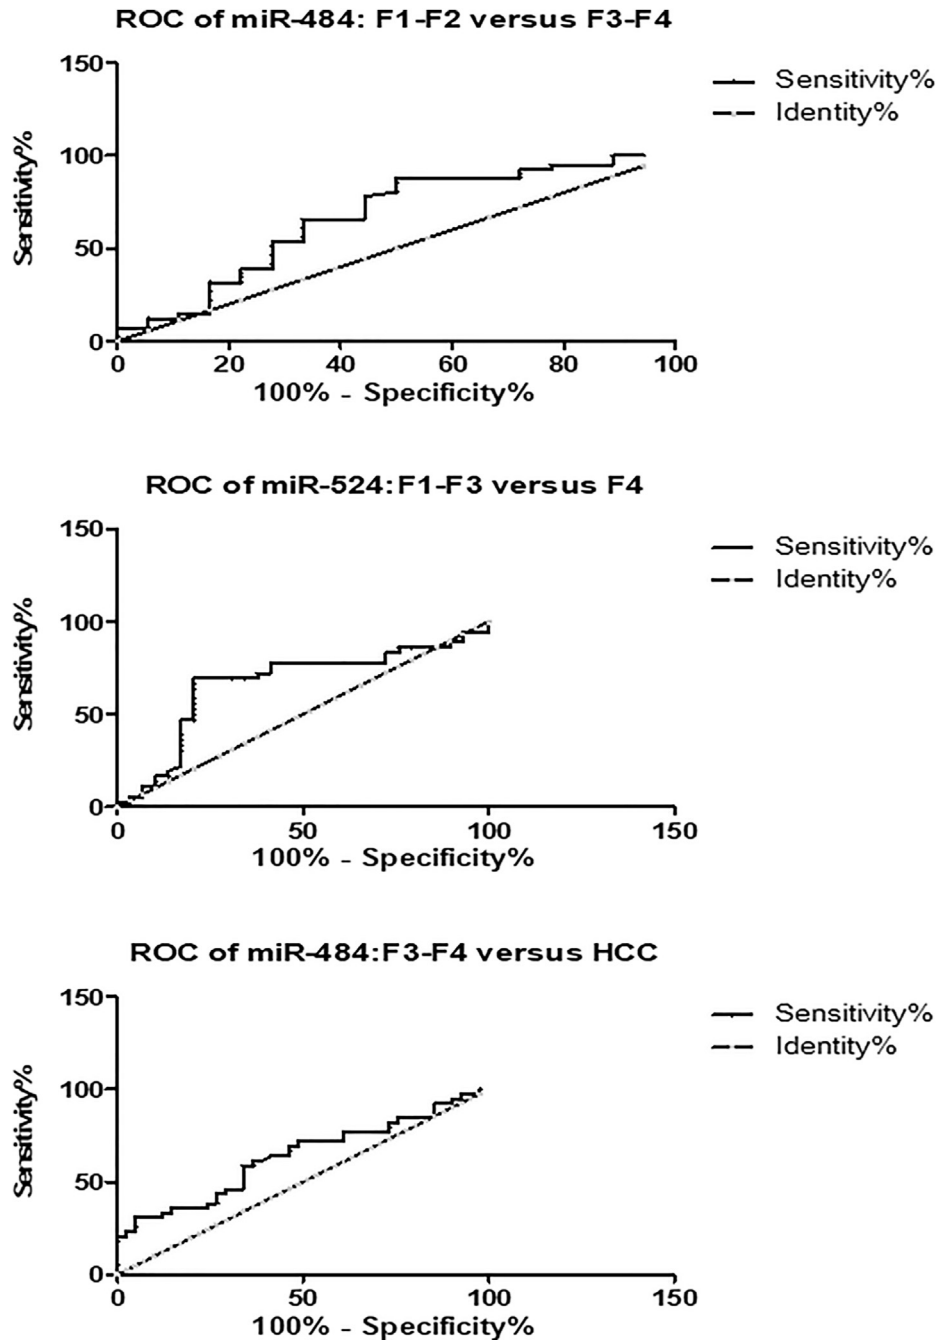 ROC of miR-484: F1-F2 versus F3-F4
150
100
50
0
Sensitivity%
0 20 40 60 80 100
100% - Specificity%
Sensitivity%
Identity%
ROC of miR-524:F1-F3 versus F4
150
100
50
0
Sensitivity%
0 50 100 150
100% - Specificity%
Sensitivity%
Identity%
ROC of miR-484:F3-F4 versus HCC
150
100
50
0
Sensitivity%
0 50 100 150
100% - Specificity%
Sensitivity%
Identity%